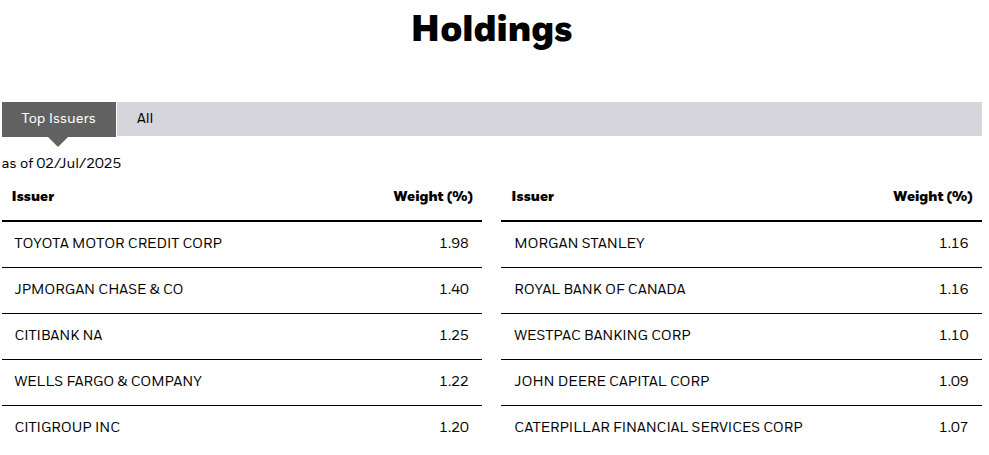 Holdings
Top Issuers All
as of 02/Jul/2025
Issuer Weight (%) Issuer Weight (%)
TOYOTA MOTOR CREDIT CORP 1.98 MORGAN STANLEY 1.16
JPMORGAN CHASE & CO 1.40 ROYAL BANK OF CANADA 1.16
CITIBANK NA 1.25 WESTPAC BANKING CORP 1.10
WELLS FARGO & COMPANY 1.22 JOHN DEERE CAPITAL CORP 1.09
CITIGROUP INC 1.20 CATERPILLAR FINANCIAL SERVICES CORP 1.07